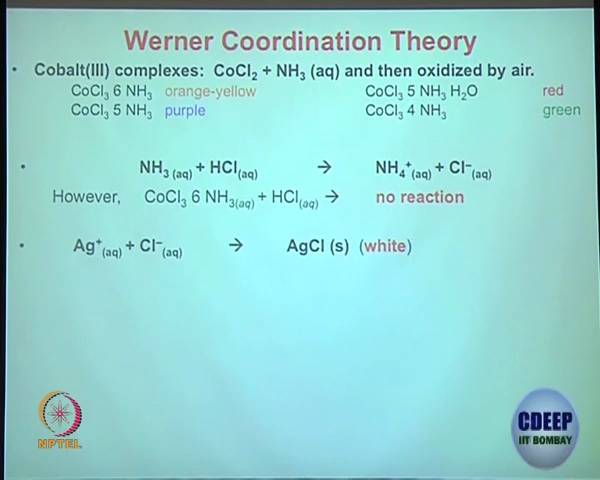 Werner Coordination Theory
• Cobalt(III) complexes: CoCl₂ + NH₃ (aq) and then oxidized by air.
CoCl₃ 6 NH₃ orange-yellow CoCl₃ 5 NH₃ H₂O red
CoCl₃ 5 NH₃ purple CoCl₃ 4 NH₃ green
• NH₃ (aq) + HCl(aq) → NH₄⁺(aq) + Cl⁻(aq)
However, CoCl₃ 6 NH₃(aq) + HCl(aq) → no reaction
• Ag⁺(aq) + Cl⁻(aq) → AgCl (s) (white)
NPTEL
CDEEP
IIT BOMBAY